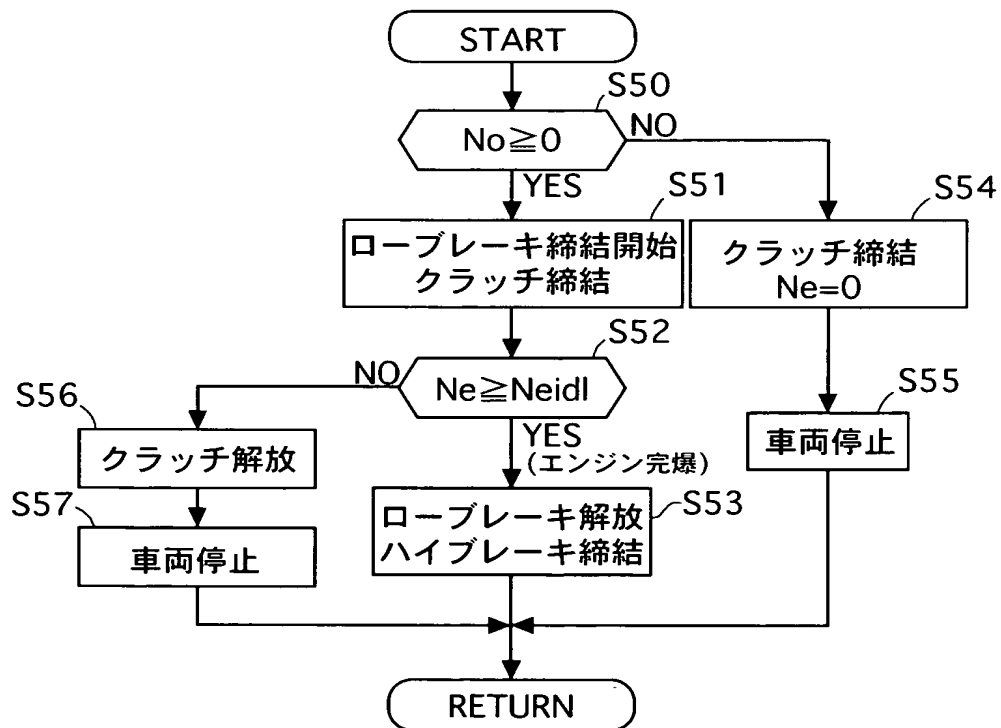 START
S50
No≧0
NO
YES
S51
ローブレーキ締結開始
クラッチ締結
S54
クラッチ締結
Ne=0
S52
Ne≧Neidl
NO
S56
クラッチ解放
YES
(エンジン完爆)
S55
車両停止
S57
車両停止
S53
ローブレーキ解放
ハイブレーキ締結
RETURN